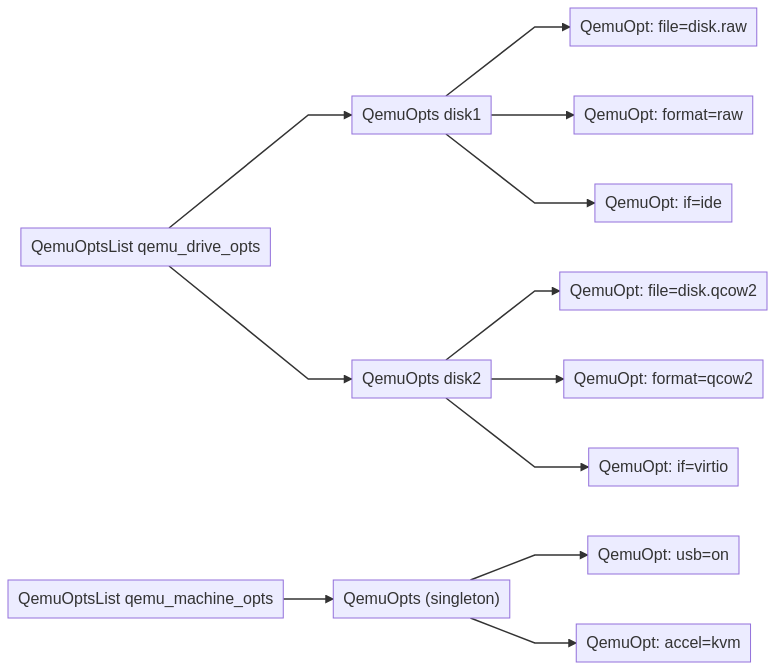 QemuOpt: file=disk.raw
QemuOpts disk1
QemuOpt: format=raw
QemuOpt: if=ide
QemuOptsList qemu_drive_opts
QemuOpt: file=disk.qcow2
QemuOpts disk2
QemuOpt: format=qcow2
QemuOpt: if=virtio
QemuOpt: usb=on
QemuOptsList qemu_machine_opts
QemuOpts (singleton)
QemuOpt: accel=kvm